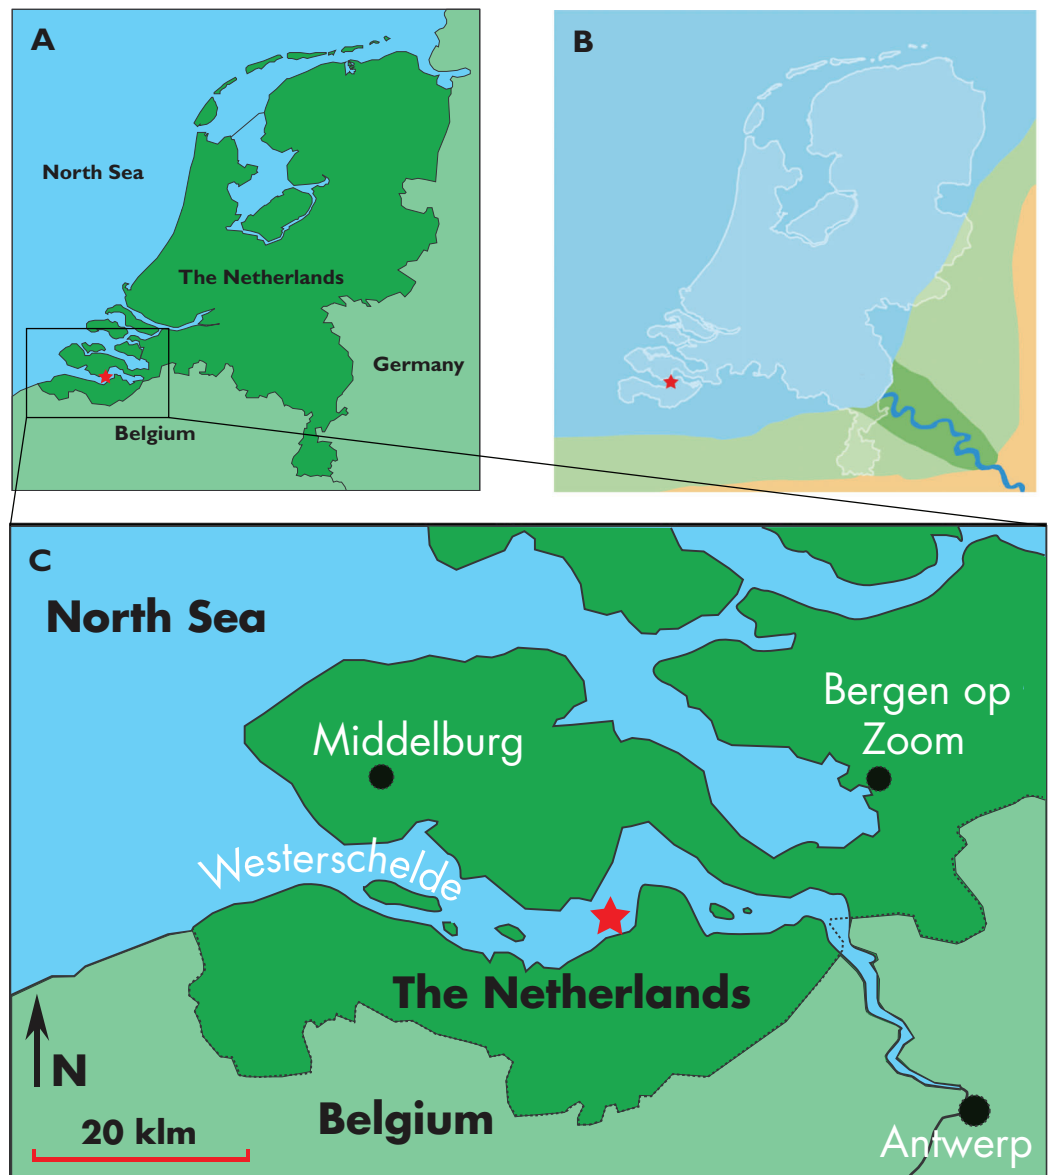 A
North Sea
The Netherlands
Germany
Belgium
B
C
North Sea
Middelburg
Bergen op
Zoom
Westerschelde
The Netherlands
N
Belgium
20 klm
Antwerp